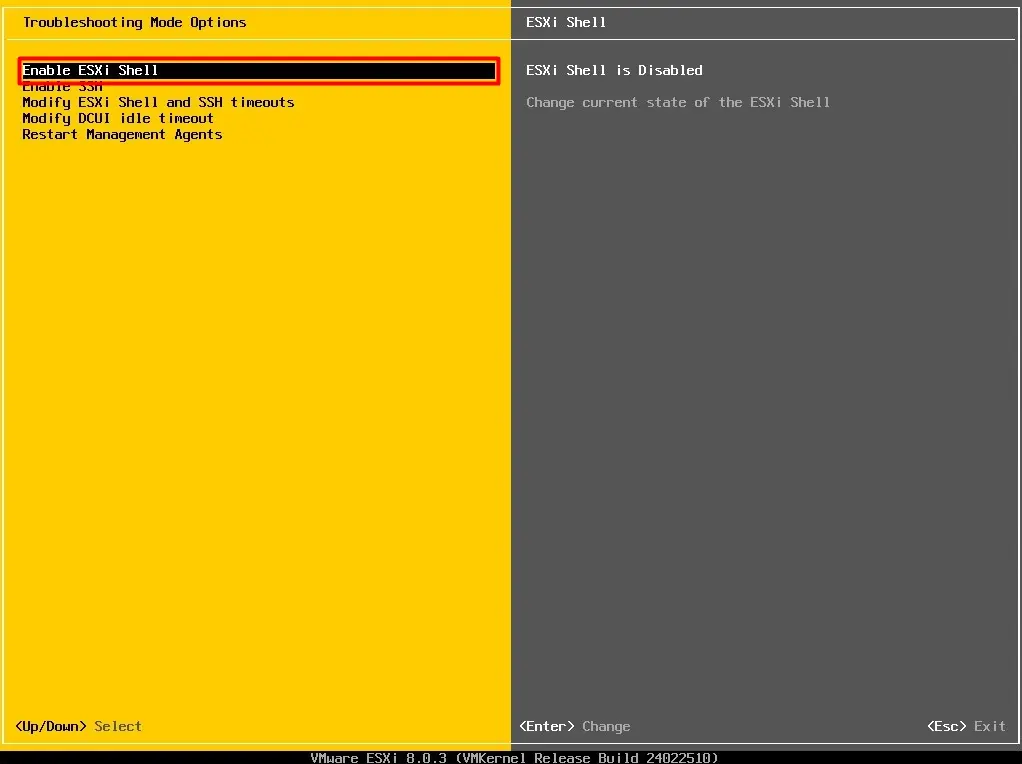 Troubleshooting Mode Options
Enable ESXi Shell
Enable SSH
Modify ESXi Shell and SSH timeouts
Modify DCUI idle timeout
Restart Management Agents
<Up/Down> Select
ESXi Shell
ESXi Shell is Disabled
Change current state of the ESXi Shell
<Enter> Change
<Esc> Exit
VMware ESXi 8.0.3 (VMKernel Release Build 24022510)